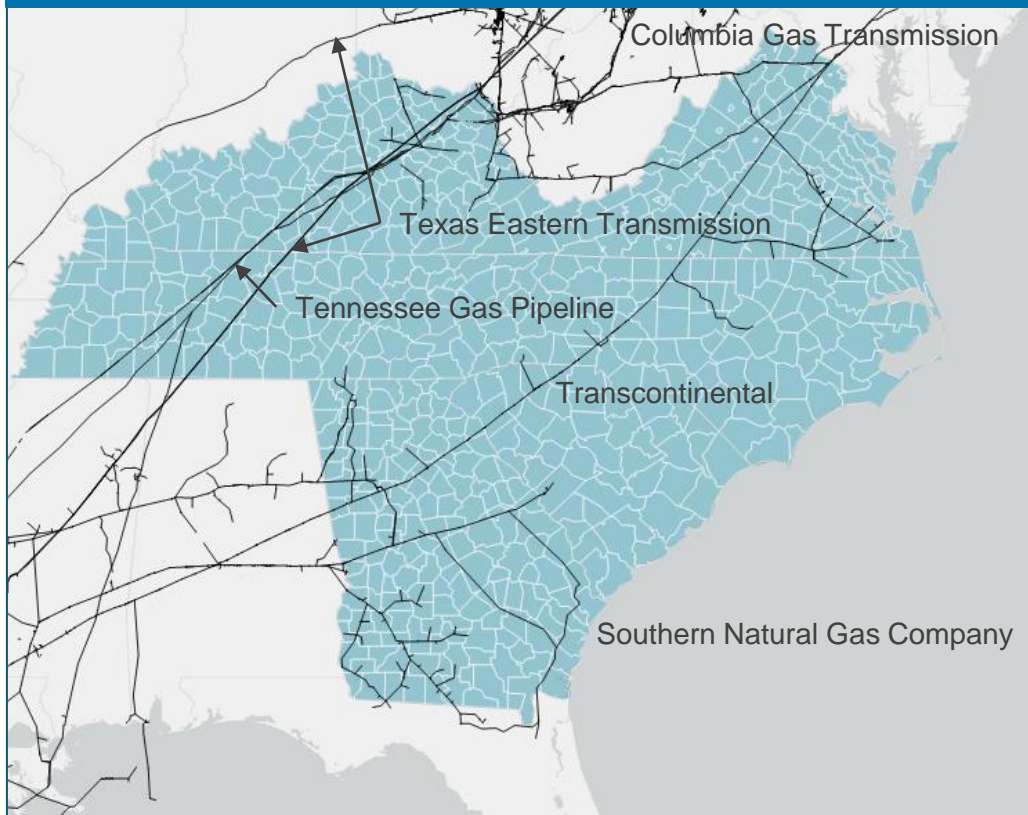 Columbia Gas Transmission
Texas Eastern Transmission
Tennessee Gas Pipeline
Transcontinental
Southern Natural Gas Company